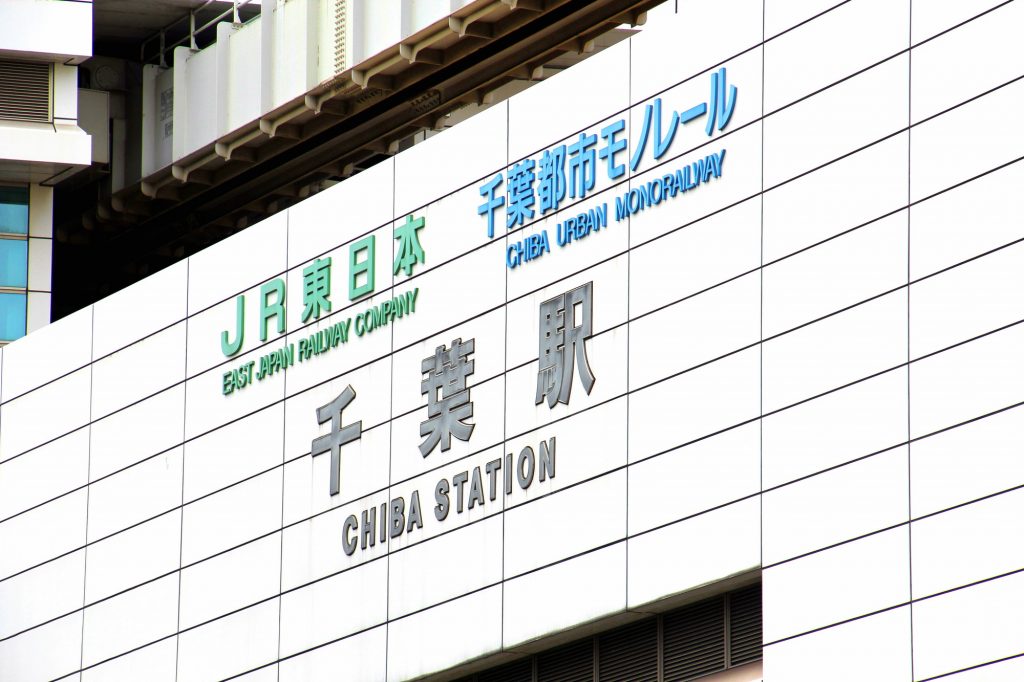 JR東日本
EAST JAPAN RAILWAY COMPANY
千葉都市モノレール
CHIBA URBAN MONORAILWAY
千葉駅
CHIBA STATION